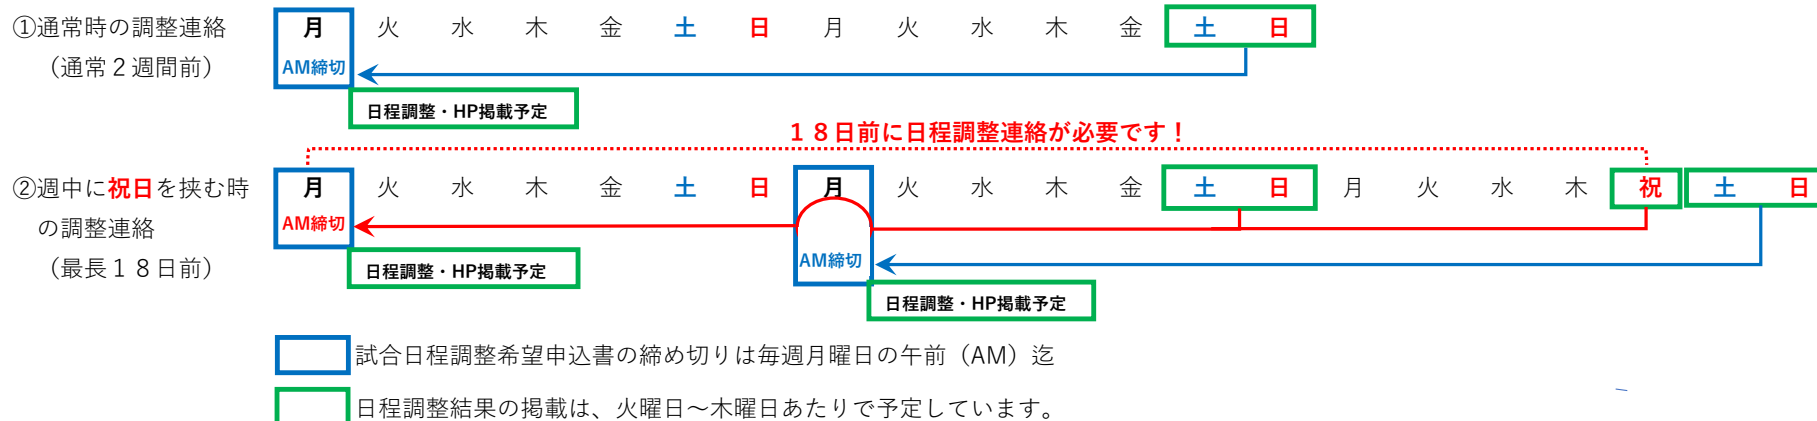 ①通常時の調整連絡 月 火 水 木 金 土 日 月 火 水 木 金 土 日
（通常２週間前） AM締切
日程調整・HP掲載予定
１８日前に日程調整連絡が必要です！
②週中に祝日を挟む時 月 火 水 木 金 土 日 月 火 水 木 金 土 日 月 火 水 木 祝 土 日
の調整連絡 AM締切
（最長１８日前） 日程調整・HP掲載予定 AM締切
日程調整・HP掲載予定
試合日程調整希望申込書の締め切りは毎週月曜日の午前（AM）迄
日程調整結果の掲載は、火曜日～木曜日あたりで予定しています。